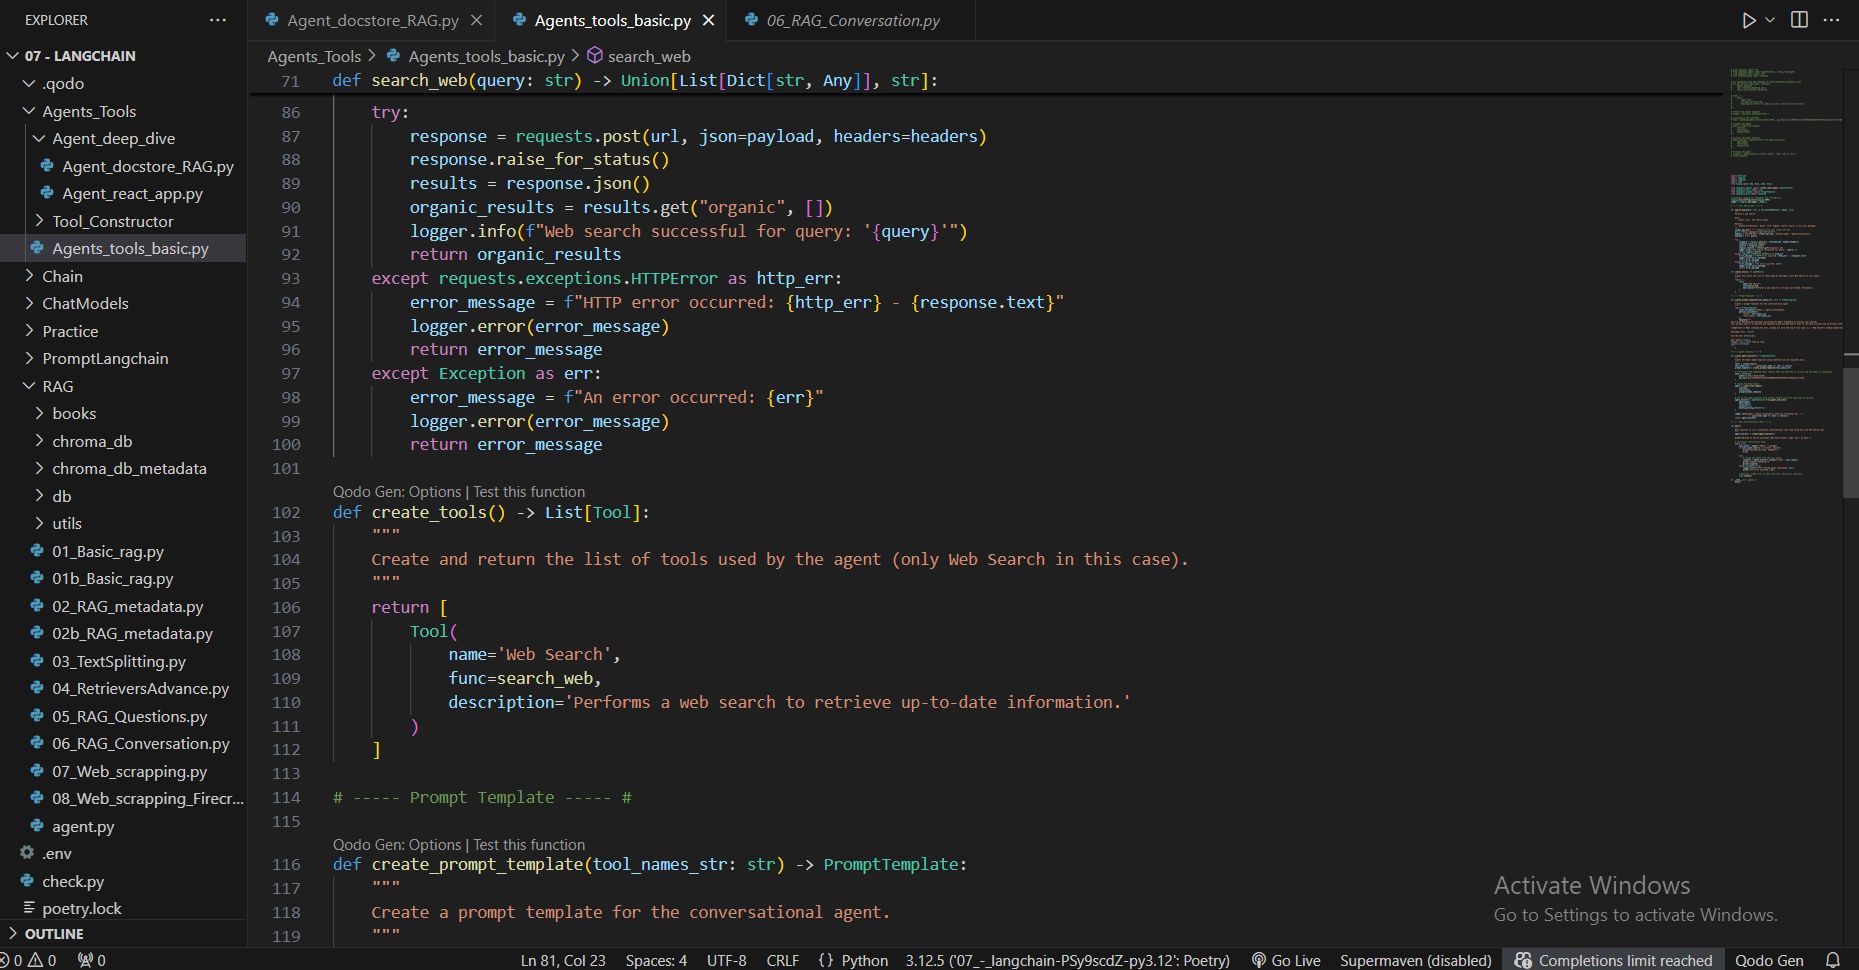 EXPLORER
Agent_docstore_RAG.py
Agents_tools_basic.py
06_RAG_Conversation.py
07 - LANGCHAIN
.qodo
Agents_Tools
Agent_deep_dive
Agent_docstore_RAG.py
Agent_react_app.py
Tool_Constructor
Agents_tools_basic.py
Chain
ChatModels
Practice
PromptLangchain
RAG
books
chroma_db
chroma_db_metadata
db
utils
01_Basic_rag.py
01b_Basic_rag.py
02_RAG_metadata.py
02b_RAG_metadata.py
03_TextSplitting.py
04_RetrieversAdvance.py
05_RAG_Questions.py
06_RAG_Conversation.py
07_Web_scrapping.py
08_Web_scrapping_Firecr...
agent.py
.env
check.py
poetry.lock
OUTLINE
Agents_Tools > Agents_tools_basic.py > search_web
71 def search_web(query: str) -> Union[List[Dict[str, Any]], str]:
86 try:
87 response = requests.post(url, json=payload, headers=headers)
88 response.raise_for_status()
89 results = response.json()
90 organic_results = results.get("organic", [])
91 logger.info(f"Web search successful for query: '{query}'")
92 return organic_results
93 except requests.exceptions.HTTPError as http_err:
94 error_message = f"HTTP error occurred: {http_err} - {response.text}"
95 logger.error(error_message)
96 return error_message
97 except Exception as err:
98 error_message = f"An error occurred: {err}"
99 logger.error(error_message)
100 return error_message
101
Qodo Gen: Options | Test this function
102 def create_tools() -> List[Tool]:
103 """
104 Create and return the list of tools used by the agent (only Web Search in this case).
105 """
106 return [
107 Tool(
108 name='Web Search',
109 func=search_web,
110 description='Performs a web search to retrieve up-to-date information.'
111 )
112 ]
113
114 # ----- Prompt Template ----- #
115
Qodo Gen: Options | Test this function
116 def create_prompt_template(tool_names_str: str) -> PromptTemplate:
117 """
118 Create a prompt template for the conversational agent.
119 """
Activate Windows
Go to Settings to activate Windows.
0 0 0 Ln 81, Col 23 Spaces: 4 UTF-8 CRLF {} Python 3.12.5 ('07_-_langchain-PSy9scdZ-py3.12': Poetry) Go Live Supermaven (disabled) Completions limit reached Qodo Gen